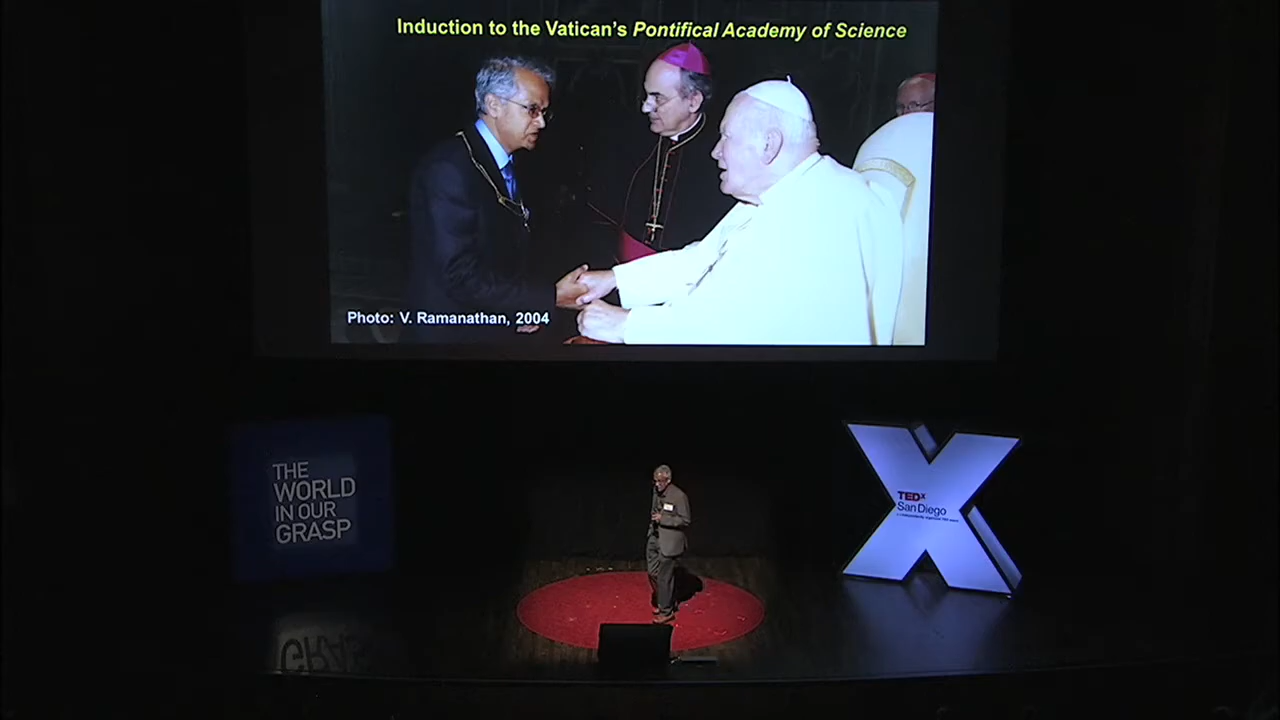 Induction to the Vatican's Pontifical Academy of Science
Photo: V. Ramanathan, 2004
THE
WORLD
IN OUR
GRASP
TEDx
San Diego